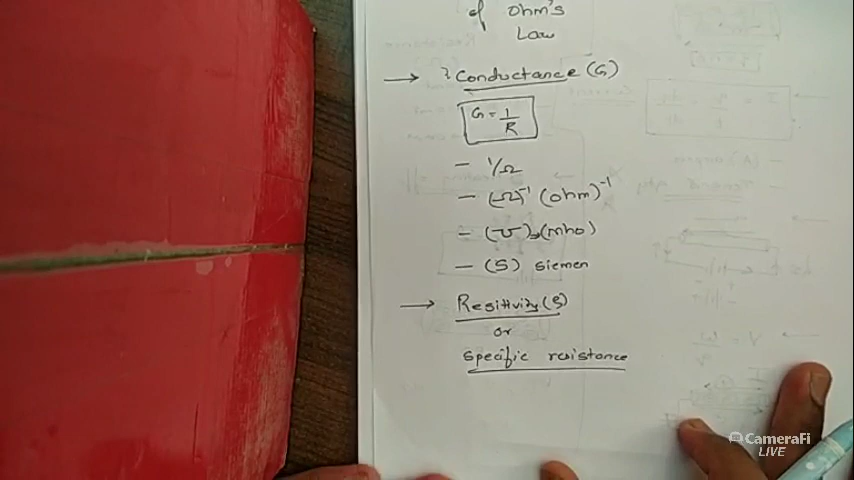 of Ohm's
Law
→ Conductance (G)
G = 1/R
- 1/Ω
- (Ω)⁻¹ (ohm)⁻¹
- (℧) (mho)
- (S) siemen
→ Resitivity (ρ)
or
specific resistance
CameraFi
LIVE